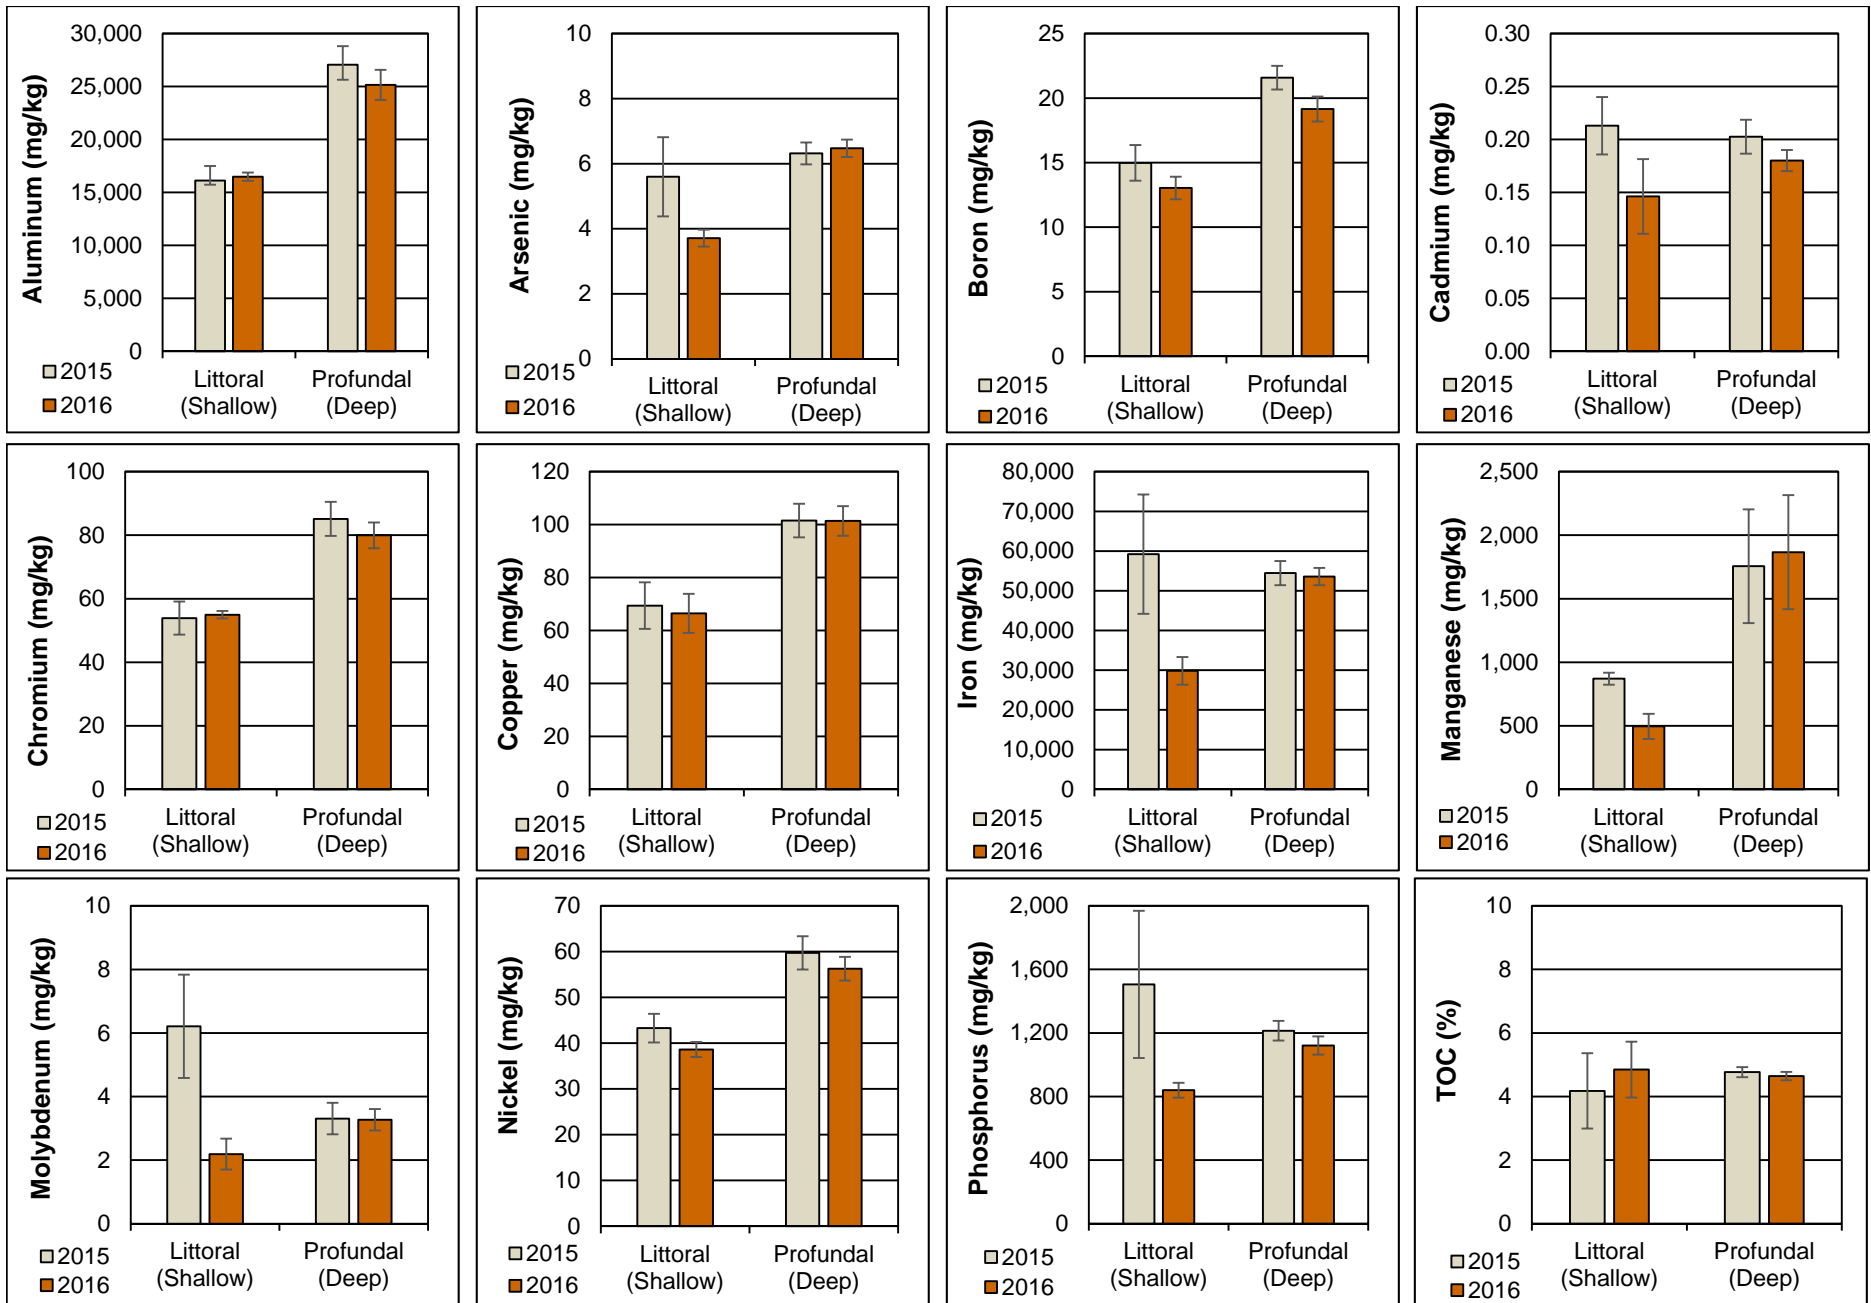 Aluminum (mg/kg)
30,000
25,000
20,000
15,000
10,000
5,000
0
2015
2016
Littoral
(Shallow)
Profundal
(Deep)
Arsenic (mg/kg)
10
8
6
4
2
0
2015
2016
Littoral
(Shallow)
Profundal
(Deep)
Boron (mg/kg)
25
20
15
10
5
0
2015
2016
Littoral
(Shallow)
Profundal
(Deep)
Cadmium (mg/kg)
0.30
0.25
0.20
0.15
0.10
0.05
0.00
2015
2016
Littoral
(Shallow)
Profundal
(Deep)
Chromium (mg/kg)
100
80
60
40
20
0
2015
2016
Littoral
(Shallow)
Profundal
(Deep)
Copper (mg/kg)
120
100
80
60
40
20
0
2015
2016
Littoral
(Shallow)
Profundal
(Deep)
Iron (mg/kg)
80,000
70,000
60,000
50,000
40,000
30,000
20,000
10,000
0
2015
2016
Littoral
(Shallow)
Profundal
(Deep)
Manganese (mg/kg)
2,500
2,000
1,500
1,000
500
0
2015
2016
Littoral
(Shallow)
Profundal
(Deep)
Molybdenum (mg/kg)
10
8
6
4
2
0
2015
2016
Littoral
(Shallow)
Profundal
(Deep)
Nickel (mg/kg)
70
60
50
40
30
20
10
0
2015
2016
Littoral
(Shallow)
Profundal
(Deep)
Phosphorus (mg/kg)
2,000
1,600
1,200
800
400
0
2015
2016
Littoral
(Shallow)
Profundal
(Deep)
TOC (%)
10
8
6
4
2
0
2015
2016
Littoral
(Shallow)
Profundal
(Deep)